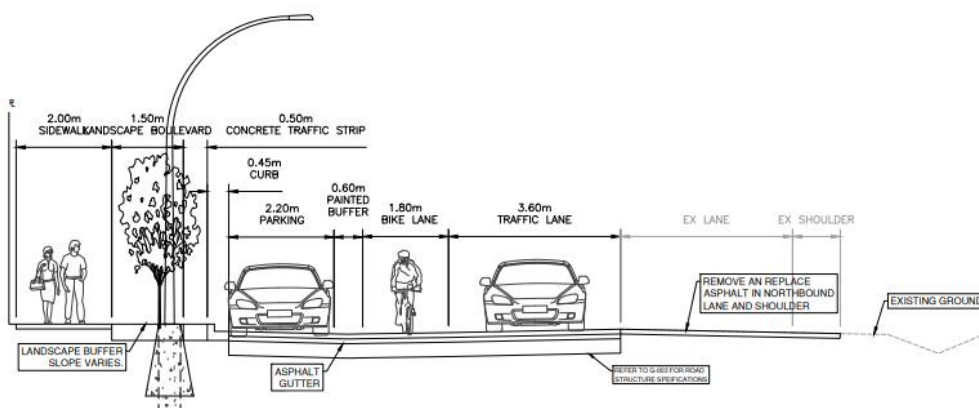 2.00m
SIDEWALK
1.50m
LANDSCAPE BOULEVARD
0.50m
CONCRETE TRAFFIC STRIP
0.45m
CURB
2.20m
PARKING
0.60m
PAINTED
BUFFER
1.80m
BIKE LANE
3.60m
TRAFFIC LANE
EX LANE
EX SHOULDER
REMOVE AN REPLACE
ASPHALT IN NORTHBOUND
LANE AND SHOULDER
EXISTING GROUND
LANDSCAPE BUFFER
SLOPE VARIES.
ASPHALT
GUTTER
REFER TO G-003 FOR ROAD
STRUCTURE SPEIFICATIONS